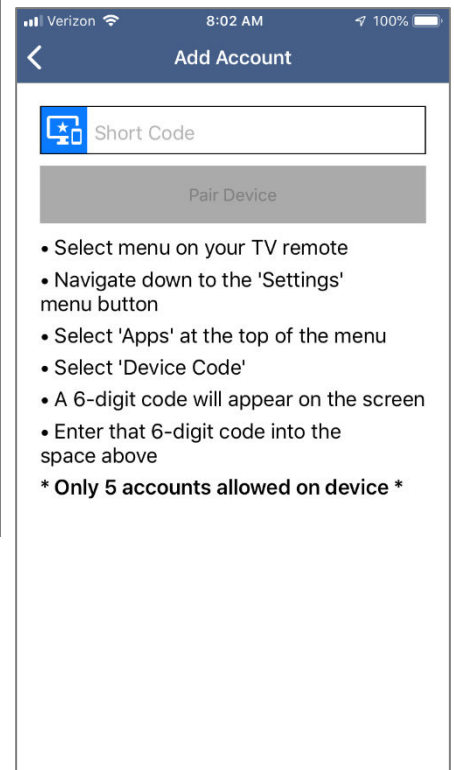 Verizon 8:02 AM 100%
Add Account
Short Code
Pair Device
• Select menu on your TV remote
• Navigate down to the 'Settings'
menu button
• Select 'Apps' at the top of the menu
• Select 'Device Code'
• A 6-digit code will appear on the screen
• Enter that 6-digit code into the
space above
* Only 5 accounts allowed on device *